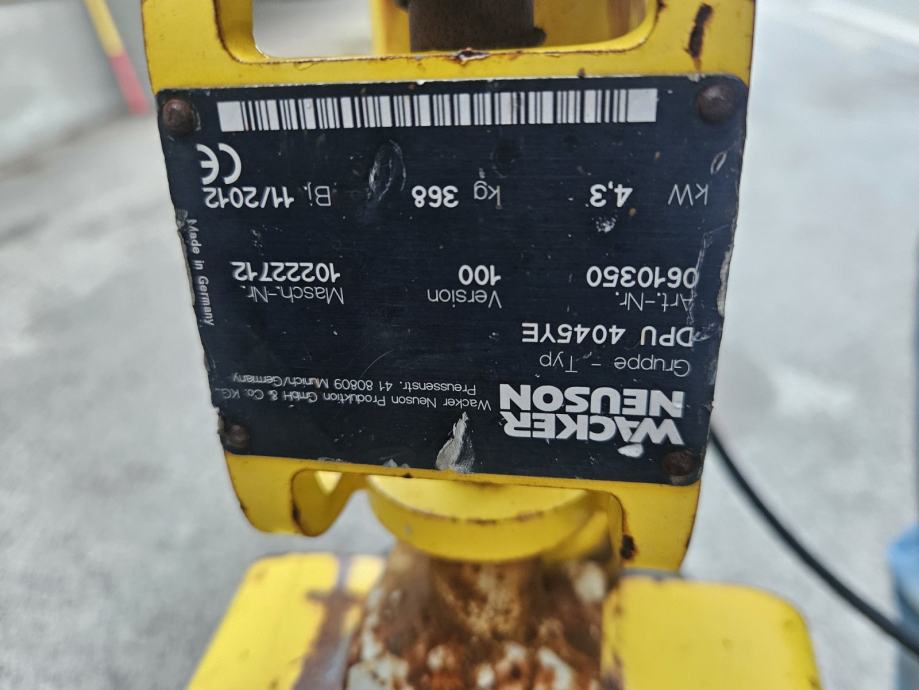 WACKER
NEUSON
Wacker Neuson Produktion GmbH & Co. KG
Preussenstr. 41 80809 Munich/Germany
Gruppe - Typ
DPU 4045YE
Art.-Nr. Version Masch.-Nr.
0610350 100 10222712
kW 4,3 kg 368 Bj. 11/2012
CE
Made in Germany